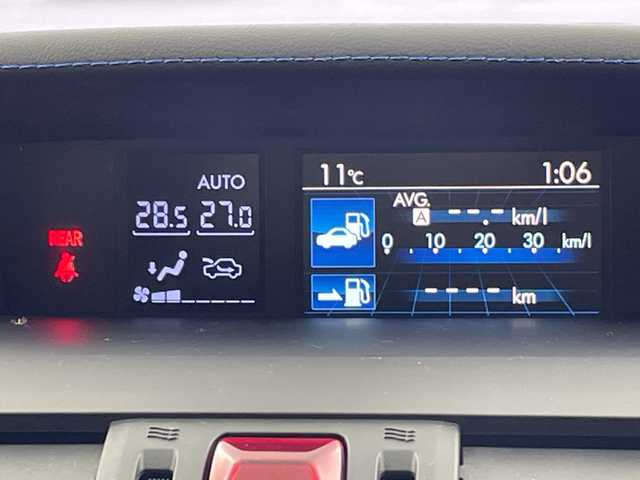 AUTO
28.5 27.0
REAR
11°C 1:06
AVG.
A --.- km/l
0 10 20 30 km/l
---- km